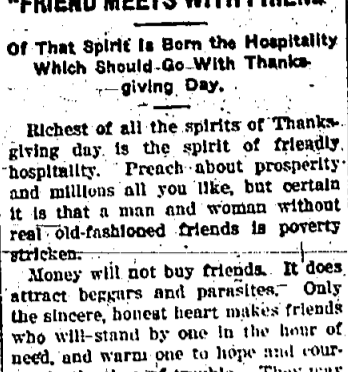 "FRIEND MEETS WITH FRIEND
Of That Spirit Is Born the Hospitality
Which Should Go With Thanks-
giving Day.
Richest of all the spirits of Thanks-
giving day is the spirit of friendly
hospitality. Preach about prosperity
and millions all you like, but certain
it is that a man and woman without
real old-fashioned friends is poverty
stricken.
Money will not buy friends. It does
attract beggars and parasites. Only
the sincere, honest heart makes friends
who will stand by one in the hour of
need, and warm one to hope and cour-